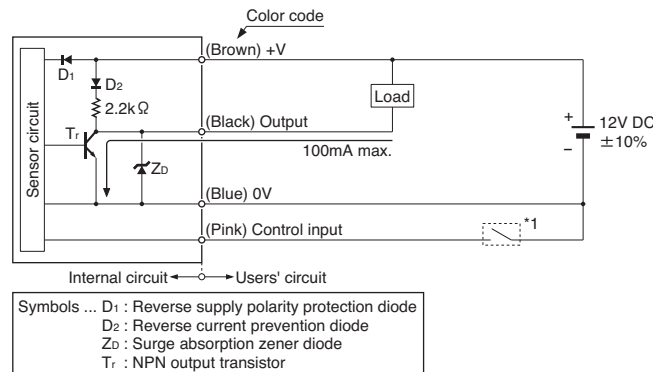 Color code
(Brown) +V
D1
D2
2.2kΩ
Load
Sensor circuit
Tr
(Black) Output
100mA max.
ZD
+
12V DC
±10%
−
(Blue) 0V
(Pink) Control input
*1
Internal circuit
Users' circuit
Symbols ... D1 : Reverse supply polarity protection diode
D2 : Reverse current prevention diode
ZD : Surge absorption zener diode
Tr : NPN output transistor